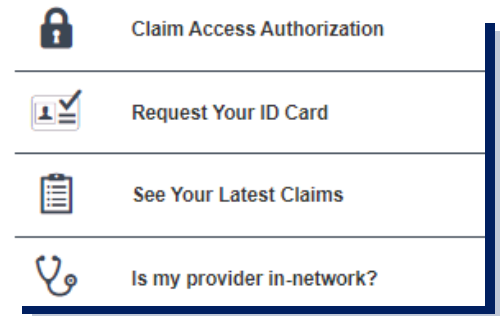 Claim Access Authorization
Request Your ID Card
See Your Latest Claims
Is my provider in-network?